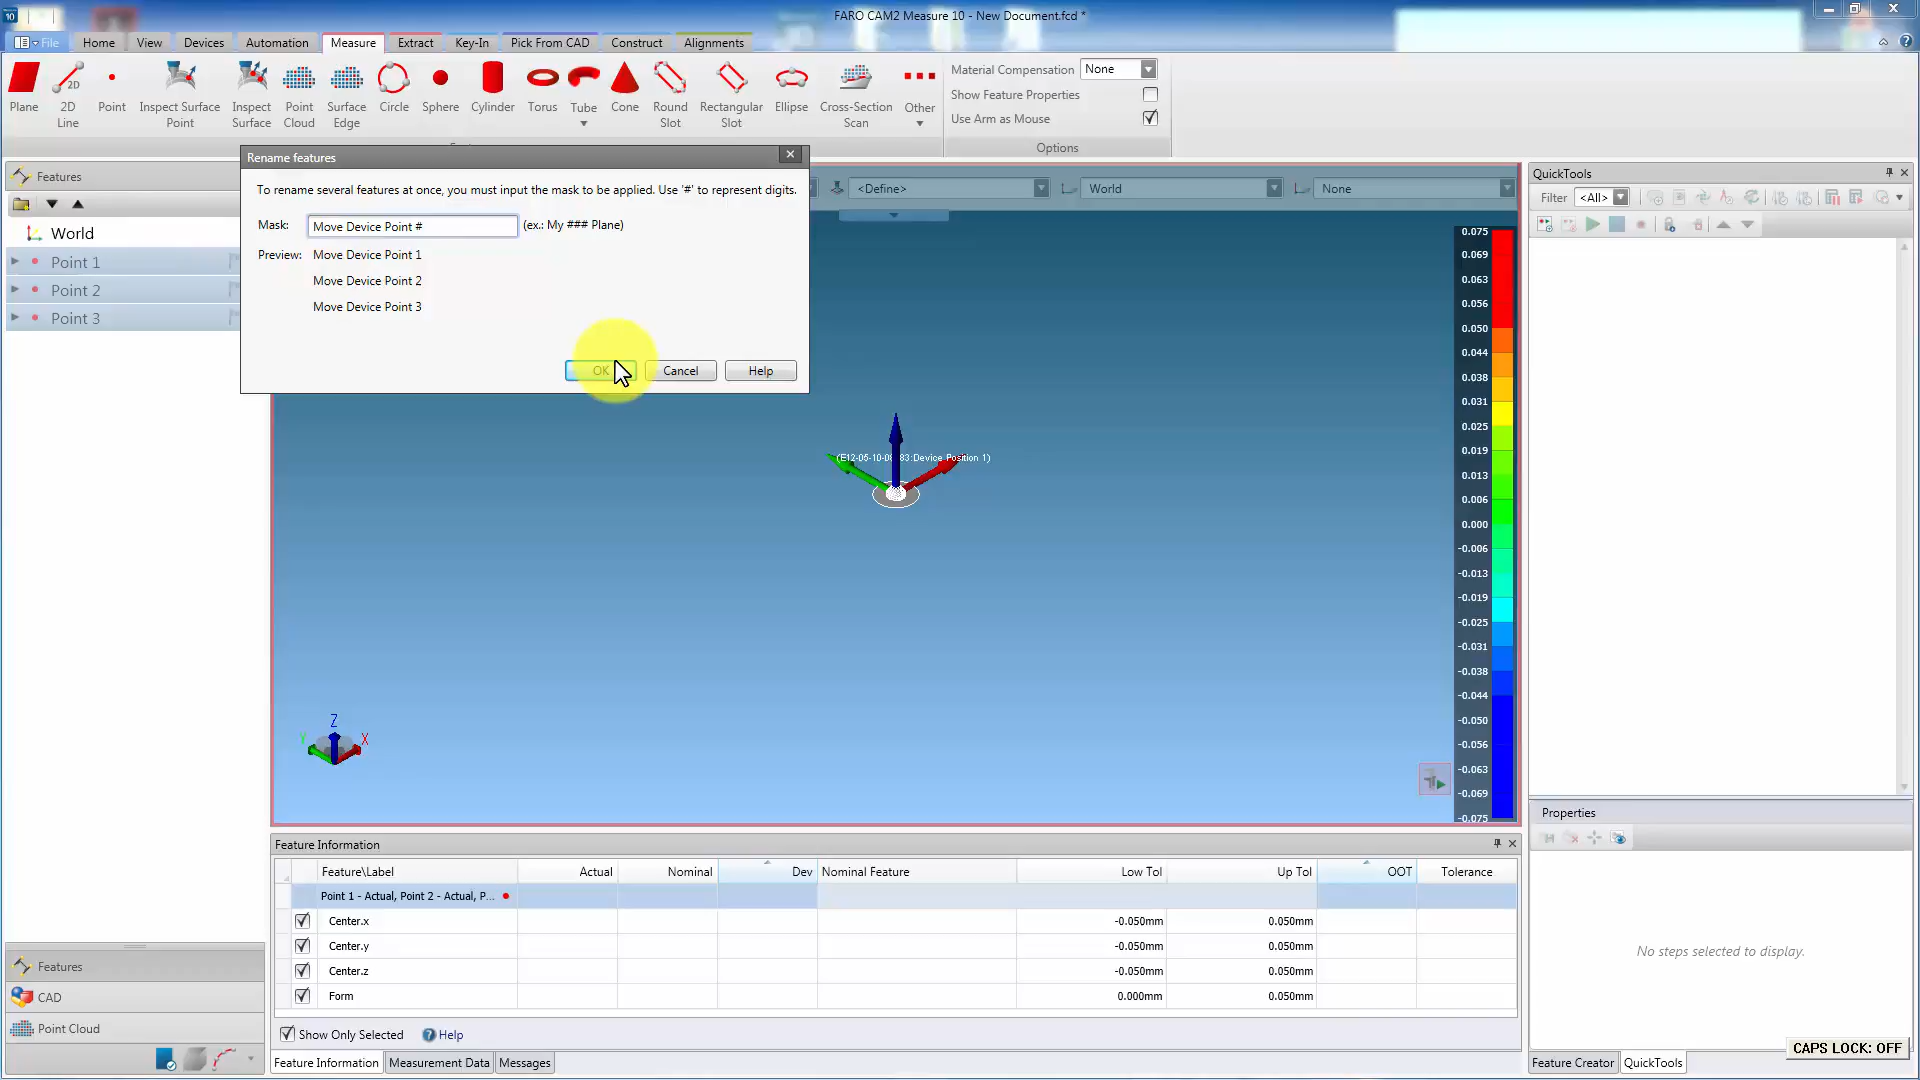 10
FARO CAM2 Measure 10 - New Document.fcd *
File
Home
View
Devices
Automation
Measure
Extract
Key-In
Pick From CAD
Construct
Alignments
Plane
2D
Line
Point
Inspect Surface
Point
Inspect
Surface
Point
Cloud
Surface
Edge
Circle
Sphere
Cylinder
Torus
Tube
Cone
Round
Slot
Rectangular
Slot
Ellipse
Cross-Section
Scan
Other
Material Compensation None
Show Feature Properties
Use Arm as Mouse
Options
Features
World
Point 1
Point 2
Point 3
Rename features
To rename several features at once, you must input the mask to be applied. Use '#' to represent digits.
Mask: Move Device Point # (ex.: My ### Plane)
Preview: Move Device Point 1
Move Device Point 2
Move Device Point 3
OK
Cancel
Help
<Define>
World
None
Z
Y
X
0.075
0.069
0.063
0.056
0.050
0.044
0.038
0.031
0.025
0.019
0.013
0.006
0.000
-0.006
-0.013
-0.019
-0.025
-0.031
-0.038
-0.044
-0.050
-0.056
-0.063
-0.069
-0.075
QuickTools
Filter <All>
Properties
No steps selected to display.
CAPS LOCK: OFF
Feature Creator
QuickTools
Features
CAD
Point Cloud
Feature Information
Feature\Label Actual Nominal Dev Nominal Feature Low Tol Up Tol OOT Tolerance
Point 1 - Actual, Point 2 - Actual, P...
Center.x -0.050mm 0.050mm
Center.y -0.050mm 0.050mm
Center.z -0.050mm 0.050mm
Form 0.000mm 0.050mm
Show Only Selected
Help
Feature Information
Measurement Data
Messages